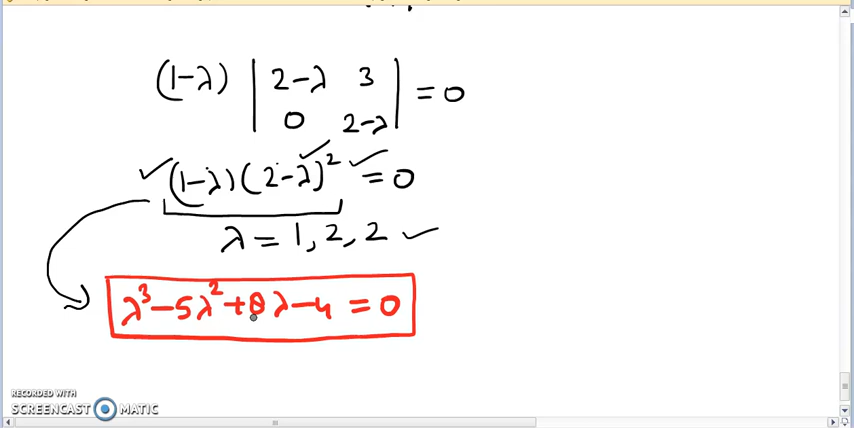 (1-λ) | 2-λ 3 | = 0
| 0 2-λ |
(1-λ)(2-λ)² = 0
λ = 1, 2, 2
λ³-5λ²+8λ-4 = 0
RECORDED WITH
SCREENCAST MATIC